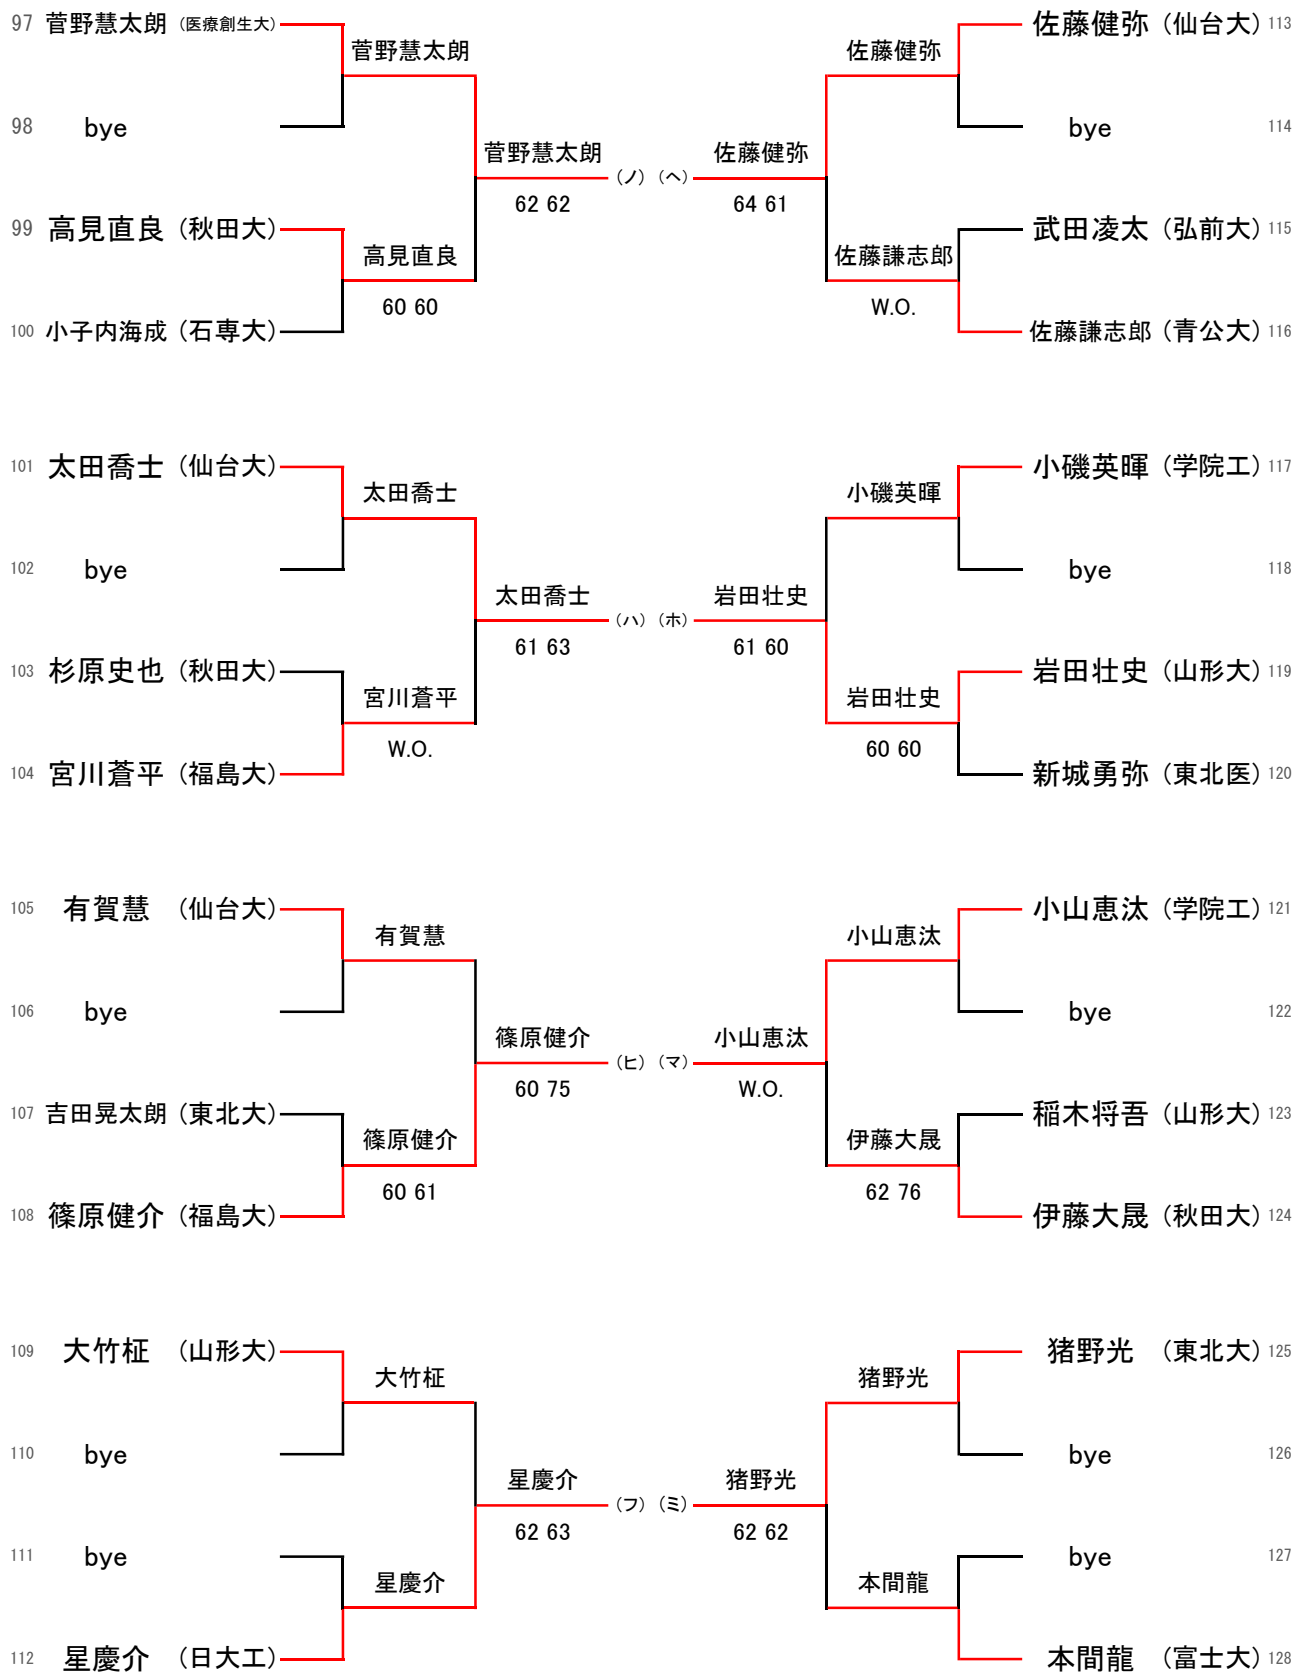 97 菅野慧太朗 (医療創生大)
菅野慧太朗
98 bye
菅野慧太朗 (ノ)
62 62
99 高見直良 (秋田大)
高見直良
60 60
100 小子内海成 (石専大)
佐藤健弥 (仙台大) 113
佐藤健弥
bye 114
(ヘ) 佐藤健弥
64 61
武田凌太 (弘前大) 115
佐藤謙志郎
W.O.
佐藤謙志郎 (青公大) 116
101 太田喬士 (仙台大)
太田喬士
102 bye
太田喬士 (ハ)
61 63
103 杉原史也 (秋田大)
宮川蒼平
W.O.
104 宮川蒼平 (福島大)
小磯英暉 (学院工) 117
小磯英暉
bye 118
(ホ) 岩田壮史
61 60
岩田壮史 (山形大) 119
岩田壮史
60 60
新城勇弥 (東北医) 120
105 有賀慧 (仙台大)
有賀慧
106 bye
篠原健介 (ヒ)
60 75
107 吉田晃太朗 (東北大)
篠原健介
60 61
108 篠原健介 (福島大)
小山恵汰 (学院工) 121
小山恵汰
bye 122
(マ) 小山恵汰
W.O.
稲木将吾 (山形大) 123
伊藤大晟
62 76
伊藤大晟 (秋田大) 124
109 大竹柾 (山形大)
大竹柾
110 bye
星慶介 (フ)
62 63
111 bye
星慶介
112 星慶介 (日大工)
猪野光 (東北大) 125
猪野光
bye 126
(ミ) 猪野光
62 62
bye 127
本間龍
本間龍 (富士大) 128